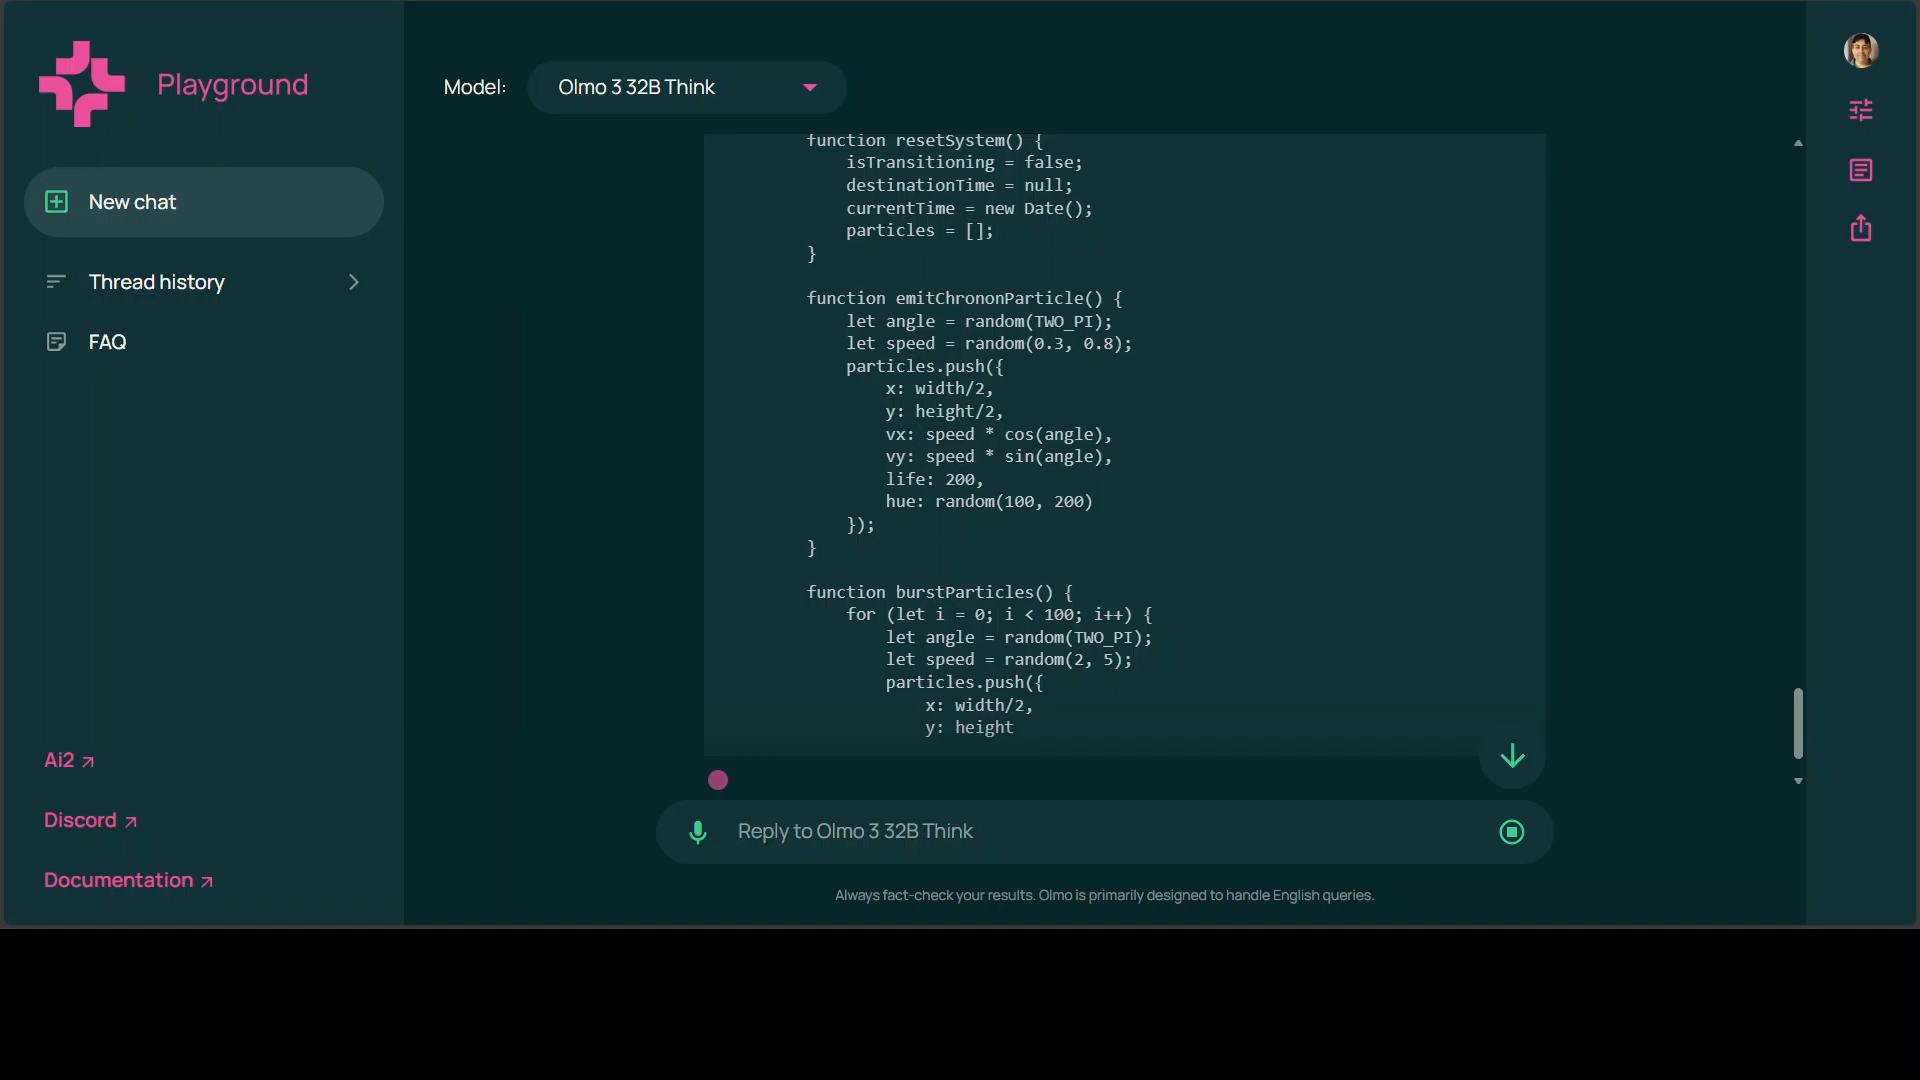 Playground
New chat
Thread history
FAQ
Ai2
Discord
Documentation
Model:
Olmo 3 32B Think
function resetSystem() {
    isTransitioning = false;
    destinationTime = null;
    currentTime = new Date();
    particles = [];
}
function emitChrononParticle() {
    let angle = random(TWO_PI);
    let speed = random(0.3, 0.8);
    particles.push({
        x: width/2,
        y: height/2,
        vx: speed * cos(angle),
        vy: speed * sin(angle),
        life: 200,
        hue: random(100, 200)
    });
}
function burstParticles() {
    for (let i = 0; i < 100; i++) {
        let angle = random(TWO_PI);
        let speed = random(2, 5);
        particles.push({
            x: width/2,
            y: height
Reply to Olmo 3 32B Think
Always fact-check your results. Olmo is primarily designed to handle English queries.